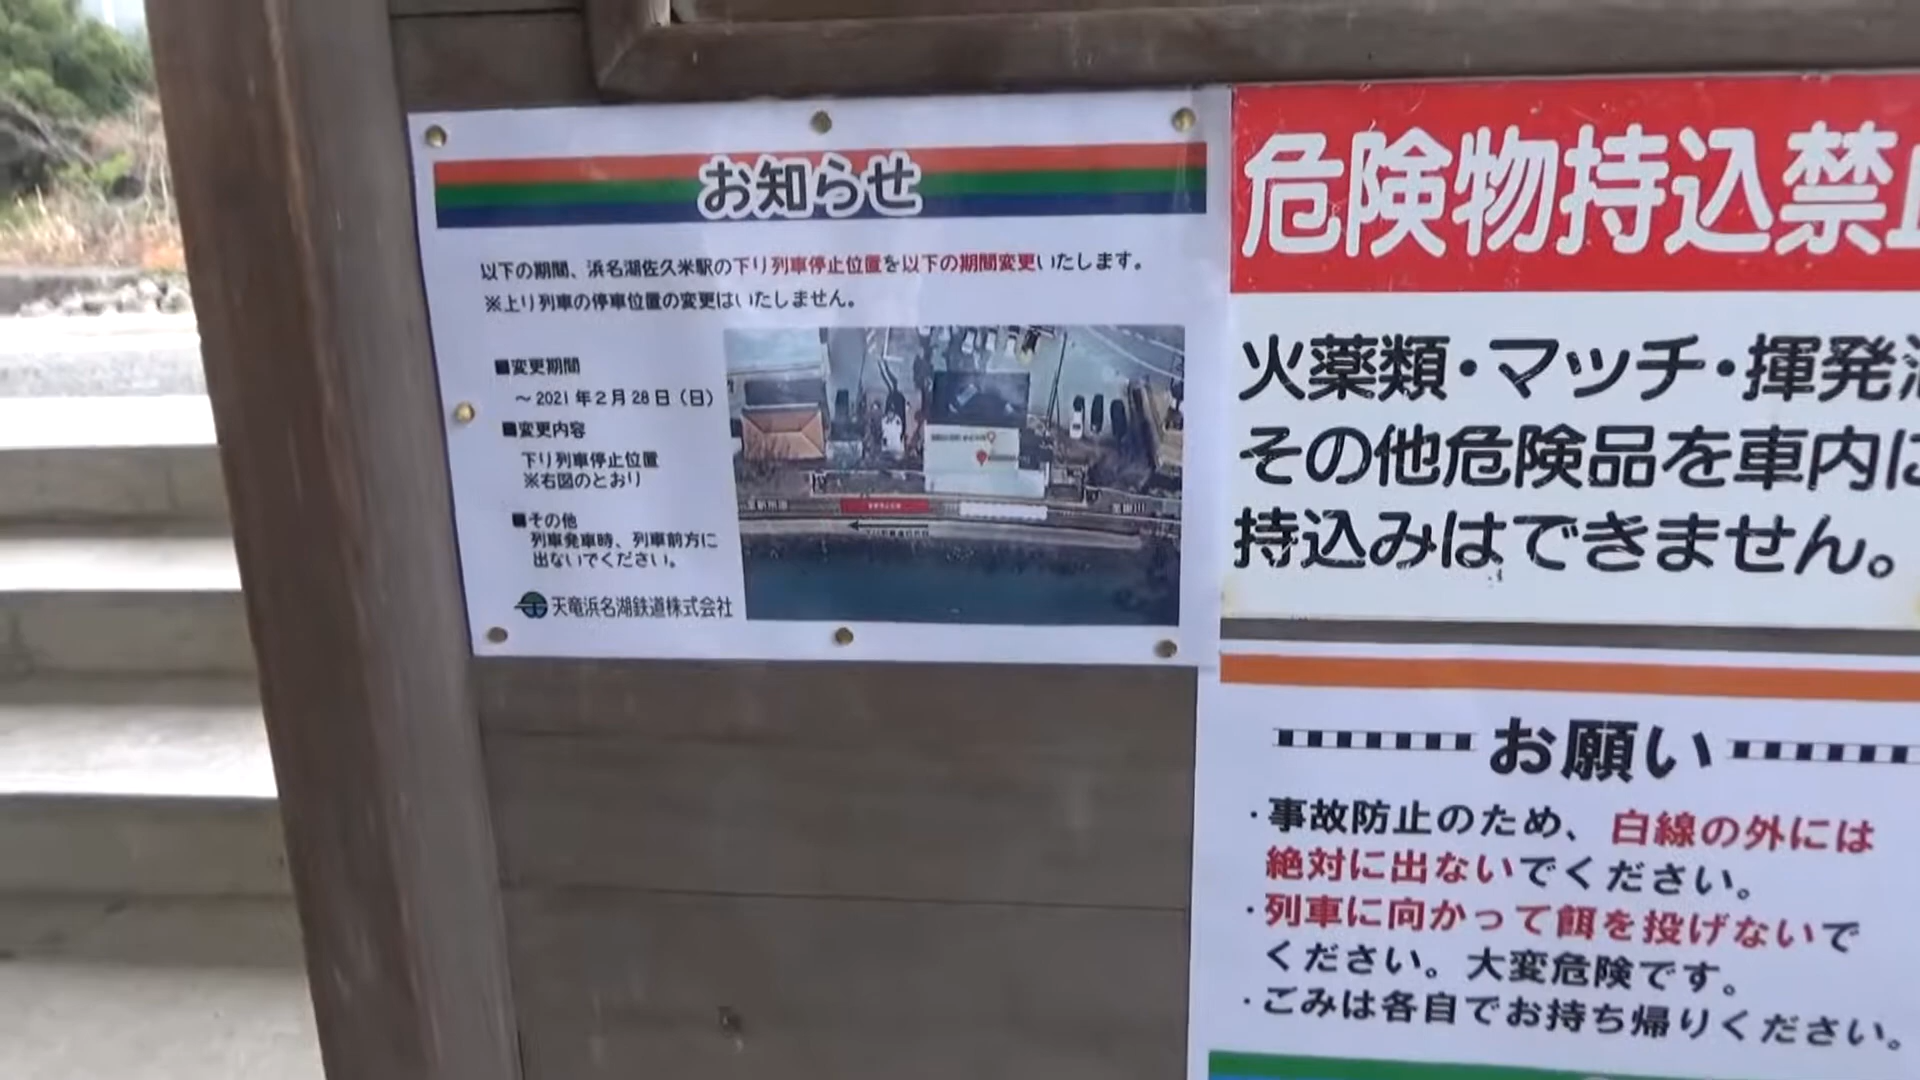 お知らせ
以下の期間、浜名湖佐久米駅の下り列車停止位置を以下の期間変更いたします。
※上り列車の停車位置の変更はいたしません。
■変更期間
～2021年2月28日（日）
■変更内容
下り列車停止位置
※右図のとおり
■その他
列車発車時、列車前方に
出ないでください。
天竜浜名湖鉄道株式会社
危険物持込禁
火薬類・マッチ・揮発
その他危険品を車内に
持込みはできません。
お願い
・事故防止のため、白線の外には
絶対に出ないでください。
・列車に向かって餌を投げないで
ください。大変危険です。
・ごみは各自でお持ち帰りください。